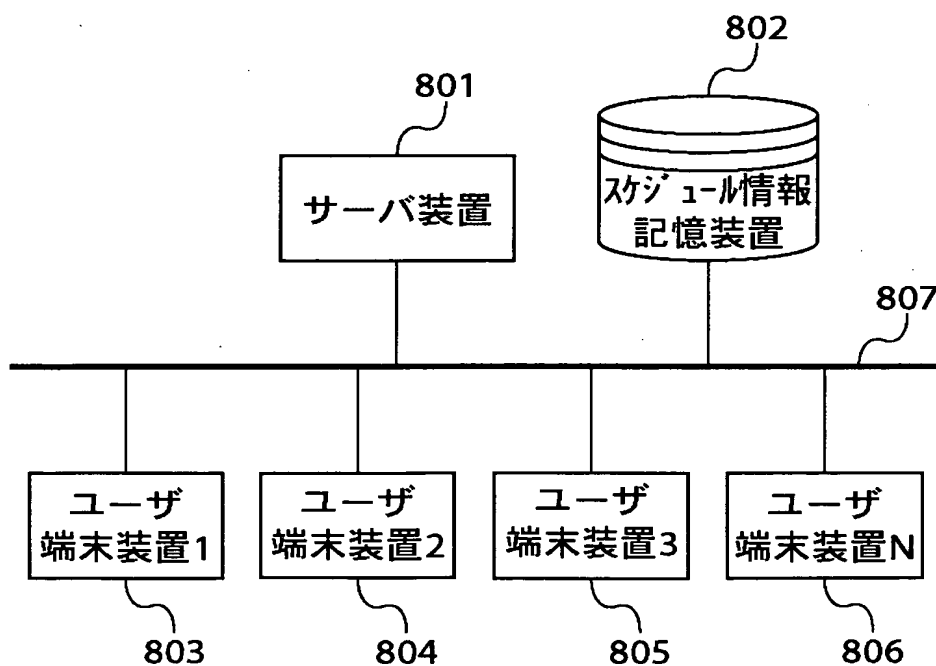 801
802
サーバ装置
スケジュール情報
記憶装置
807
ユーザ
端末装置1
ユーザ
端末装置2
ユーザ
端末装置3
ユーザ
端末装置N
803
804
805
806